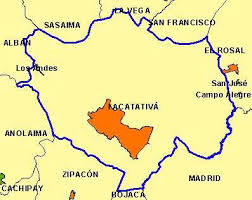 LA VEGA
SASAIMA
SAN FRANCISCO
ALBÁN
EL ROSAL
Los Andes
San José
Campo Alegre
FACATATIVÁ
ANOLAIMA
ZIPACÓN
MADRID
CACHIPAY
BOJACÁ